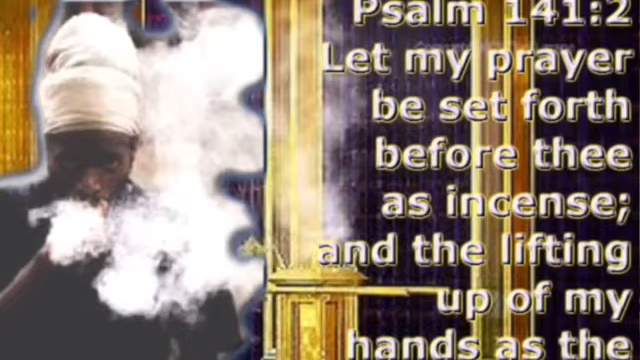 Psalm 141:2
Let my prayer
be set forth
before thee
as incense;
and the lifting
up of my
hands as the